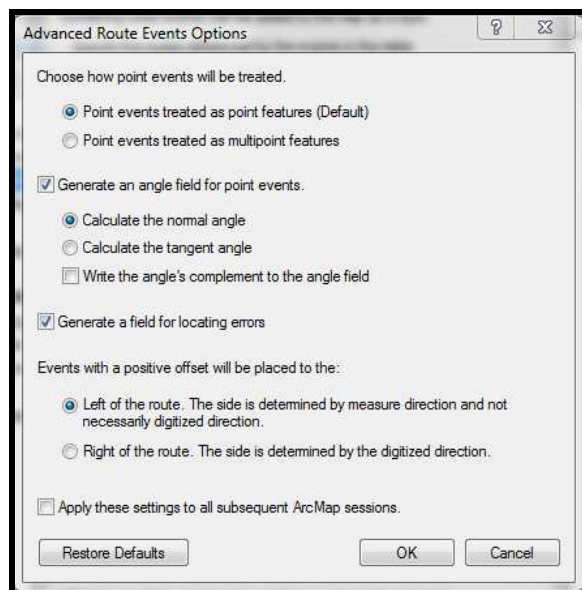 Advanced Route Events Options
Choose how point events will be treated.
Point events treated as point features (Default)
Point events treated as multipoint features
Generate an angle field for point events.
Calculate the normal angle
Calculate the tangent angle
Write the angle's complement to the angle field
Generate a field for locating errors
Events with a positive offset will be placed to the:
Left of the route. The side is determined by measure direction and not
necessarily digitized direction.
Right of the route. The side is determined by the digitized direction.
Apply these settings to all subsequent ArcMap sessions.
Restore Defaults
OK
Cancel